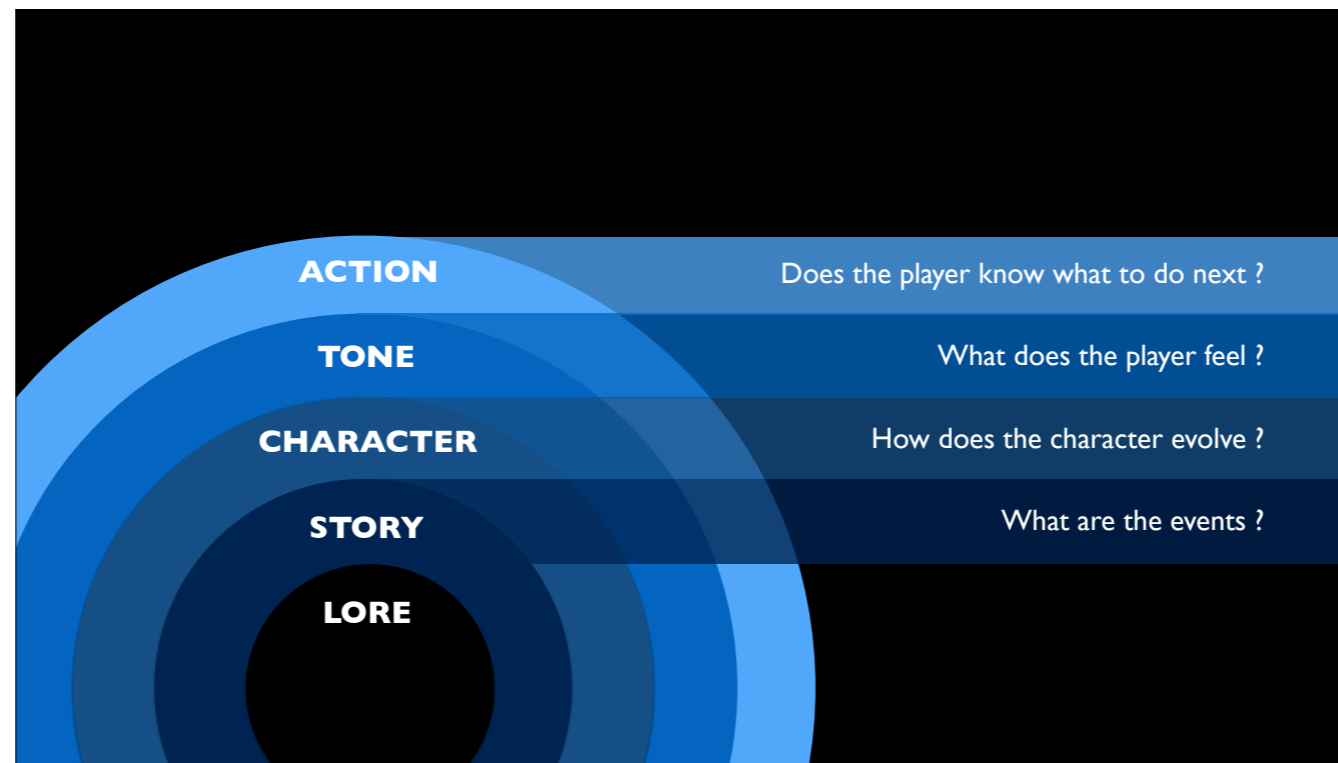 ACTION
Does the player know what to do next ?
TONE
What does the player feel ?
CHARACTER
How does the character evolve ?
STORY
What are the events ?
LORE